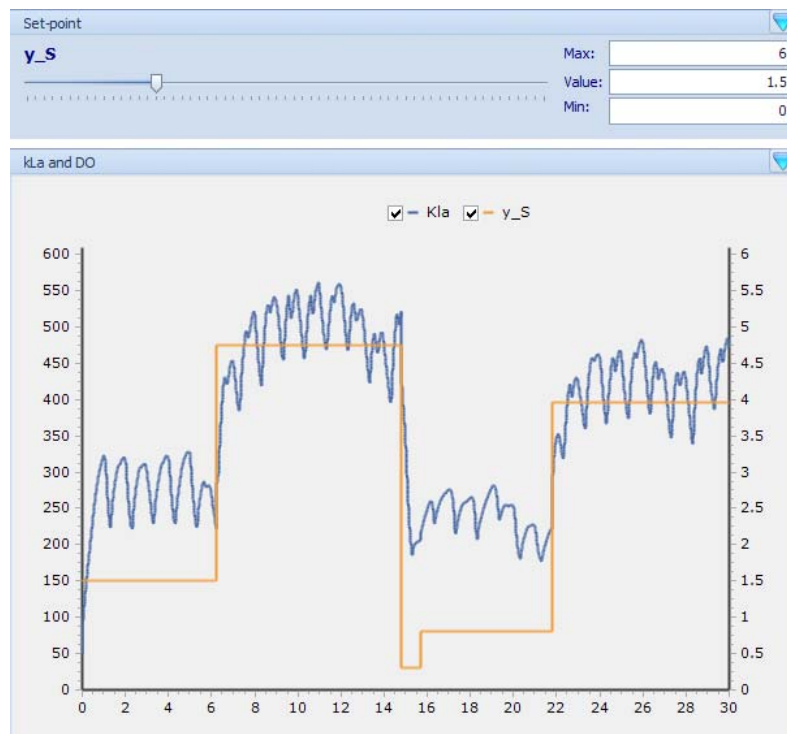 Set-point
y_S
Max: 6
Value: 1.5
Min: 0
kLa and DO
Kla y_S
600 6
550 5.5
500 5
450 4.5
400 4
350 3.5
300 3
250 2.5
200 2
150 1.5
100 1
50 0.5
0 0
0 2 4 6 8 10 12 14 16 18 20 22 24 26 28 30